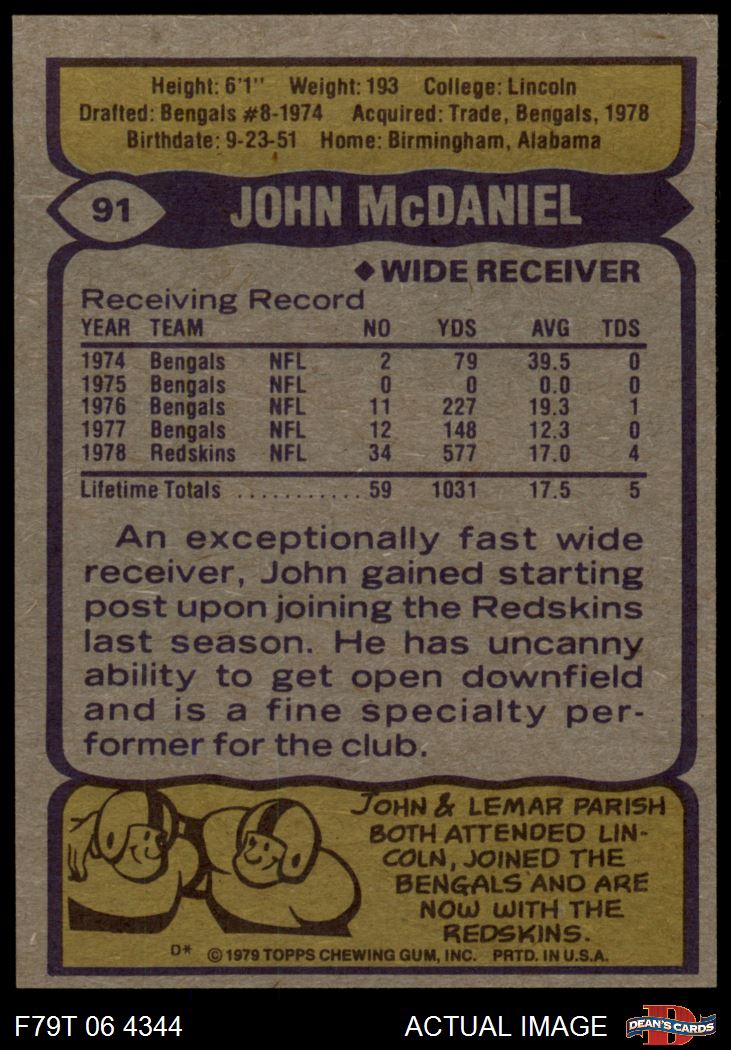 Height: 6'1" Weight: 193 College: Lincoln
Drafted: Bengals #8-1974 Acquired: Trade, Bengals, 1978
Birthdate: 9-23-51 Home: Birmingham, Alabama
91 JOHN McDANIEL
◆ WIDE RECEIVER
Receiving Record
YEAR TEAM NO YDS AVG TDS
1974 Bengals NFL 2 79 39.5 0
1975 Bengals NFL 0 0 0.0 0
1976 Bengals NFL 11 227 19.3 1
1977 Bengals NFL 12 148 12.3 0
1978 Redskins NFL 34 577 17.0 4
Lifetime Totals ............ 59 1031 17.5 5
An exceptionally fast wide
receiver, John gained starting
post upon joining the Redskins
last season. He has uncanny
ability to get open downfield
and is a fine specialty per-
former for the club.
JOHN & LEMAR PARISH
BOTH ATTENDED LIN-
COLN, JOINED THE
BENGALS AND ARE
NOW WITH THE
REDSKINS.
D* © 1979 TOPPS CHEWING GUM, INC. PRTD. IN U.S.A.
F79T 06 4344 ACTUAL IMAGE D DEAN'S CARDS